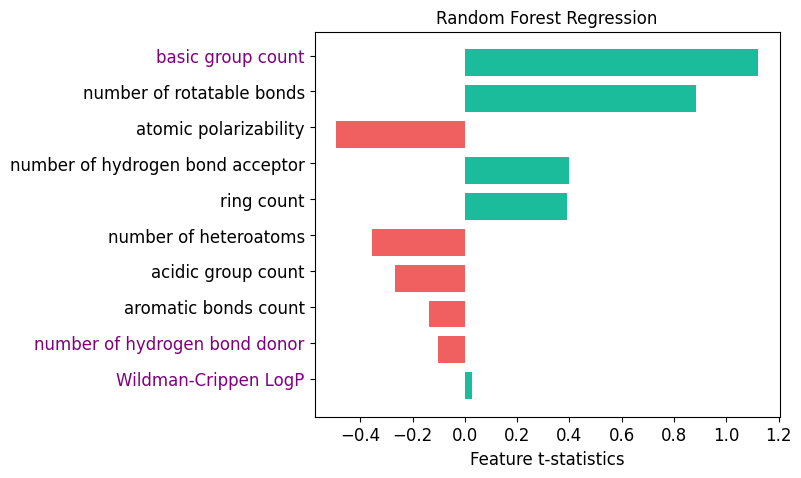 Random Forest Regression
basic group count
number of rotatable bonds
atomic polarizability
number of hydrogen bond acceptor
ring count
number of heteroatoms
acidic group count
aromatic bonds count
number of hydrogen bond donor
Wildman-Crippen LogP
−0.4 −0.2 0.0 0.2 0.4 0.6 0.8 1.0 1.2
Feature t-statistics